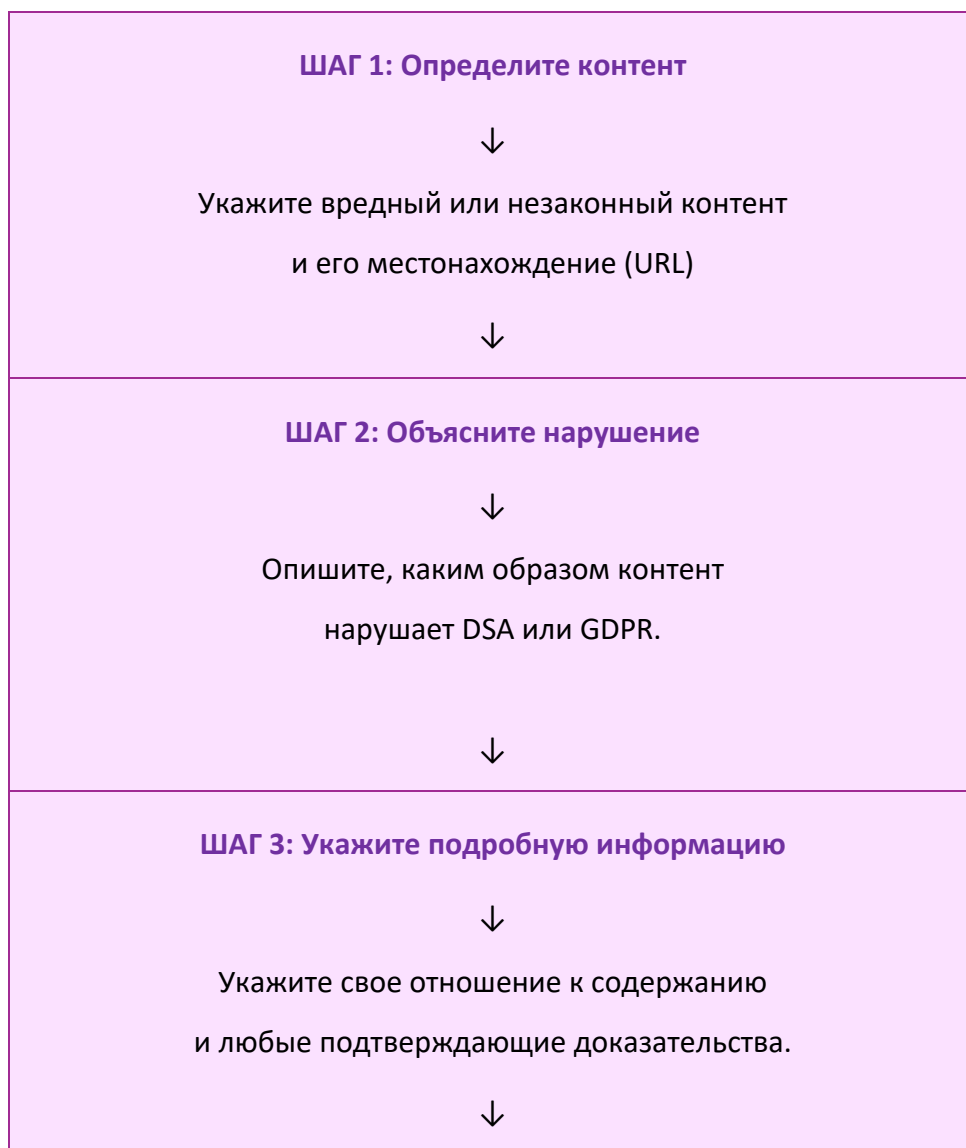 ШАГ 1: Определите контент
↓
Укажите вредный или незаконный контент
и его местонахождение (URL)
↓
ШАГ 2: Объясните нарушение
↓
Опишите, каким образом контент
нарушает DSA или GDPR.
↓
ШАГ 3: Укажите подробную информацию
↓
Укажите свое отношение к содержанию
и любые подтверждающие доказательства.
↓